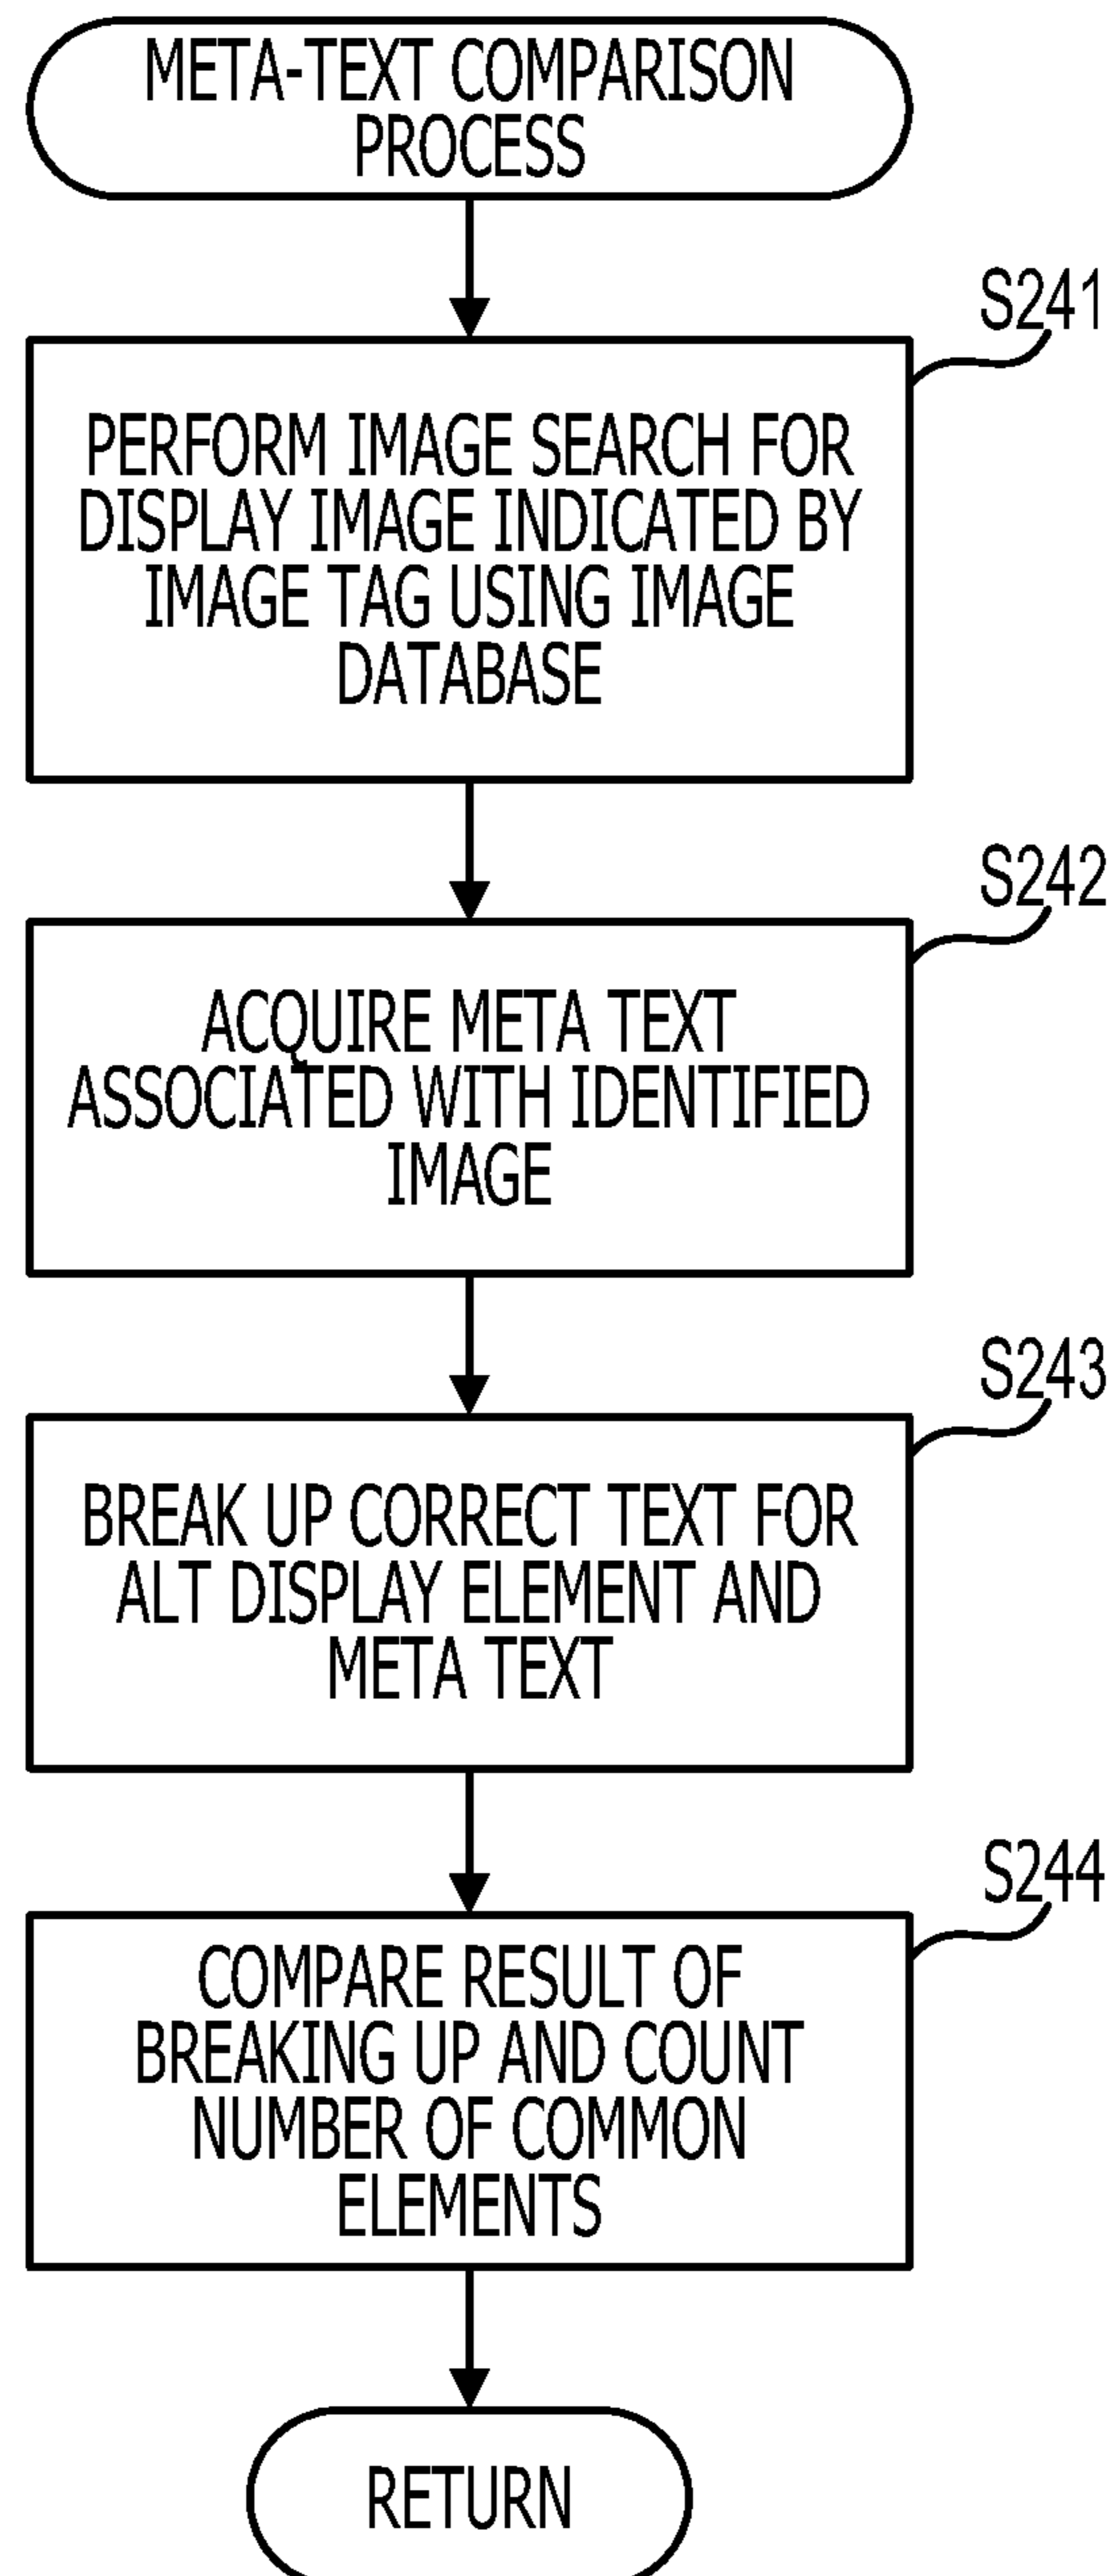 META-TEXT COMPARISON
PROCESS
S241
PERFORM IMAGE SEARCH FOR
DISPLAY IMAGE INDICATED BY
IMAGE TAG USING IMAGE
DATABASE
S242
ACQUIRE META TEXT
ASSOCIATED WITH IDENTIFIED
IMAGE
S243
BREAK UP CORRECT TEXT FOR
ALT DISPLAY ELEMENT AND
META TEXT
S244
COMPARE RESULT OF
BREAKING UP AND COUNT
NUMBER OF COMMON
ELEMENTS
RETURN